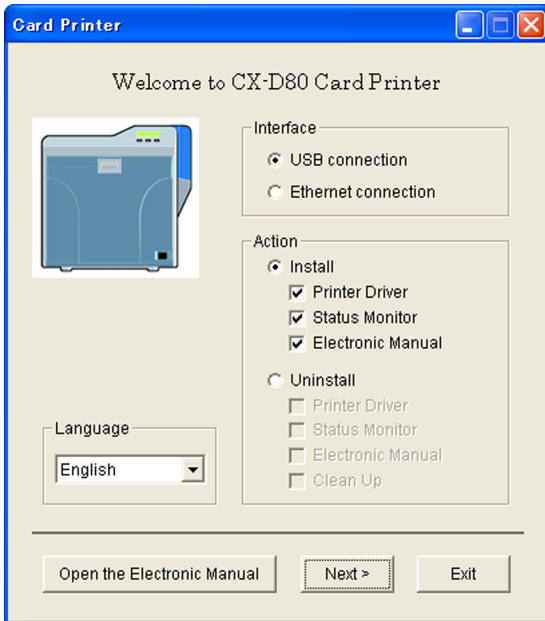 Card Printer
Welcome to CX-D80 Card Printer
Interface
USB connection
Ethernet connection
Action
Install
Printer Driver
Status Monitor
Electronic Manual
Uninstall
Printer Driver
Status Monitor
Electronic Manual
Clean Up
Language
English
Open the Electronic Manual
Next >
Exit